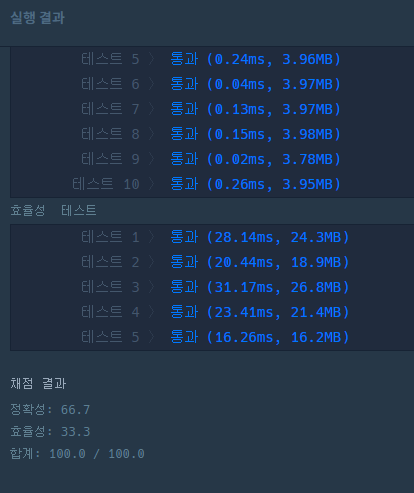 실행 결과
테스트 5 〉 통과 (0.24ms, 3.96MB)
테스트 6 〉 통과 (0.04ms, 3.97MB)
테스트 7 〉 통과 (0.13ms, 3.97MB)
테스트 8 〉 통과 (0.15ms, 3.98MB)
테스트 9 〉 통과 (0.02ms, 3.78MB)
테스트 10 〉 통과 (0.26ms, 3.95MB)
효율성 테스트
테스트 1 〉 통과 (28.14ms, 24.3MB)
테스트 2 〉 통과 (20.44ms, 18.9MB)
테스트 3 〉 통과 (31.17ms, 26.8MB)
테스트 4 〉 통과 (23.41ms, 21.4MB)
테스트 5 〉 통과 (16.26ms, 16.2MB)
채점 결과
정확성: 66.7
효율성: 33.3
합계: 100.0 / 100.0